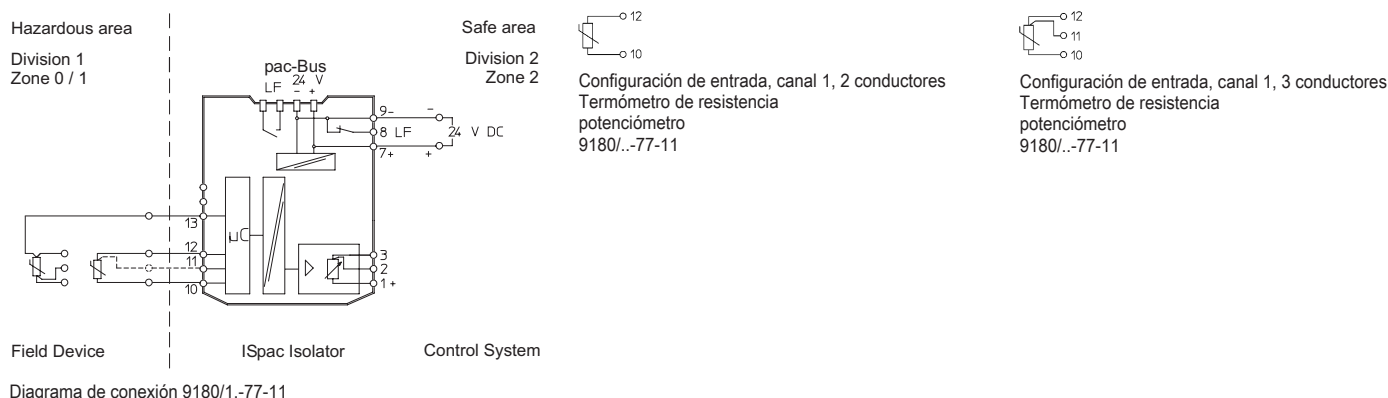 Hazardous area
Division 1
Zone 0 / 1
Safe area
Division 2
Zone 2
pac-Bus
LF 24 V
- +
9-
8 LF
7+
-
24 V DC
+
13
12
11
10
3
2
1 +
Field Device
ISpac Isolator
Control System
Diagrama de conexión 9180/1.-77-11
12
10
Configuración de entrada, canal 1, 2 conductores
Termómetro de resistencia
potenciómetro
9180/..-77-11
12
11
10
Configuración de entrada, canal 1, 3 conductores
Termómetro de resistencia
potenciómetro
9180/..-77-11